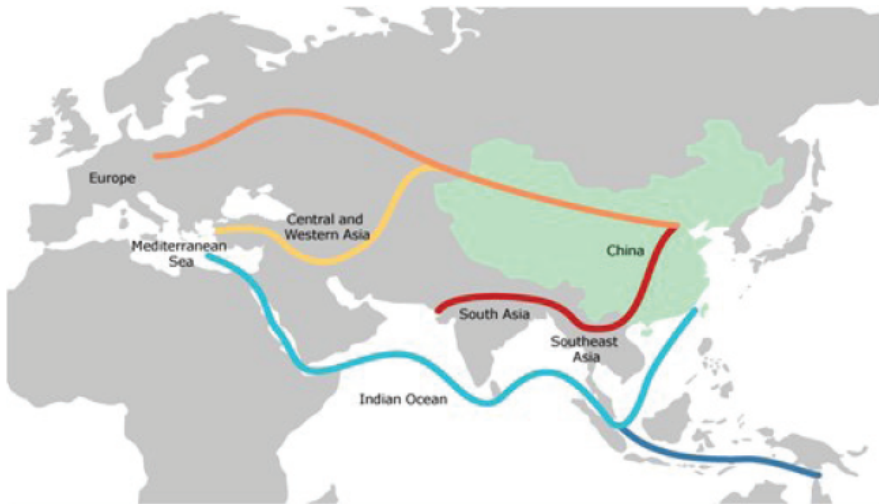 Europe
Central and
Western Asia
Mediterranean
Sea
China
South Asia
Southeast
Asia
Indian Ocean